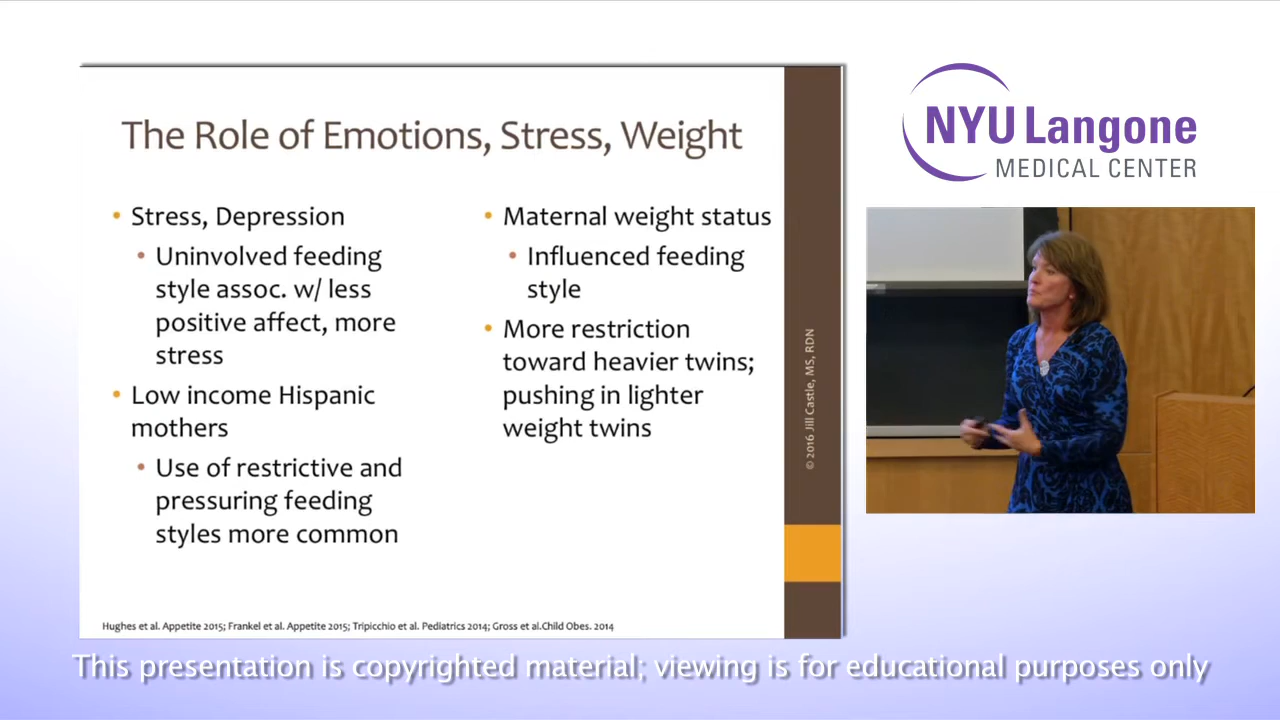 The Role of Emotions, Stress, Weight
• Stress, Depression
• Uninvolved feeding
style assoc. w/ less
positive affect, more
stress
• Low income Hispanic
mothers
• Use of restrictive and
pressuring feeding
styles more common
• Maternal weight status
• Influenced feeding
style
• More restriction
toward heavier twins;
pushing in lighter
weight twins
Hughes et al. Appetite 2015; Frankel et al. Appetite 2015; Tripicchio et al. Pediatrics 2014; Gross et al.Child Obes. 2014
© 2016 Jill Castle, MS, RDN
NYU Langone
MEDICAL CENTER
This presentation is copyrighted material; viewing is for educational purposes only